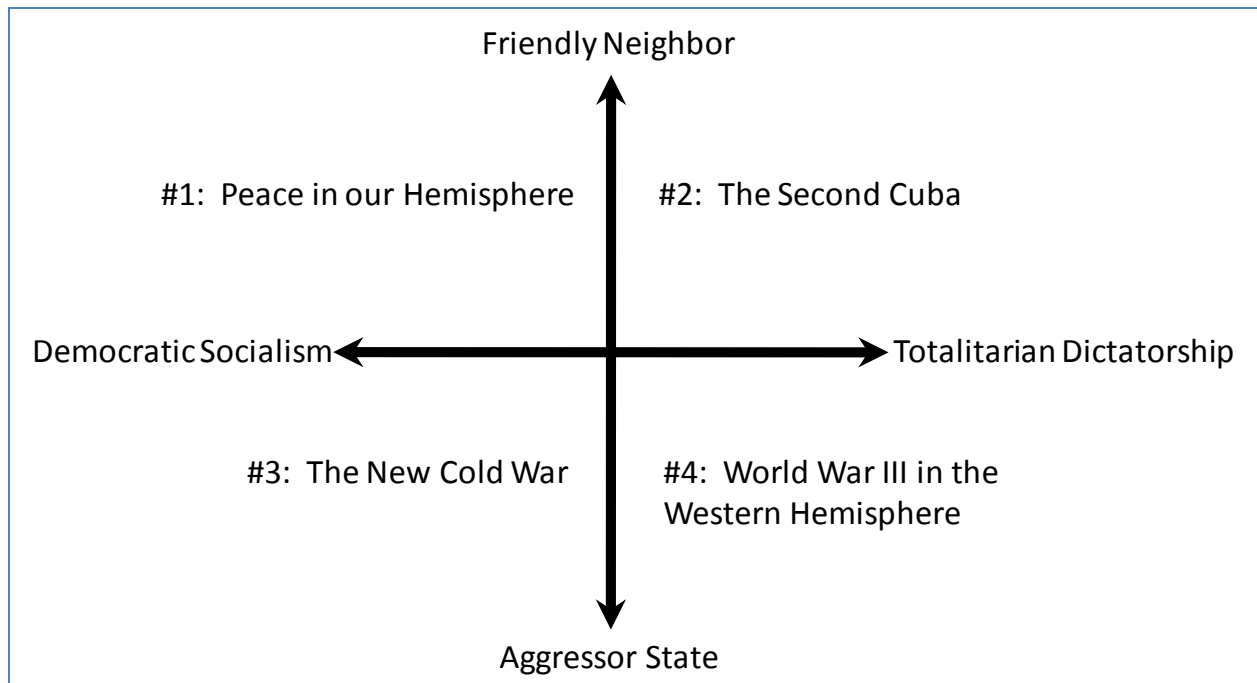 Friendly Neighbor
#1: Peace in our Hemisphere
#2: The Second Cuba
Democratic Socialism
Totalitarian Dictatorship
#3: The New Cold War
#4: World War III in the
Western Hemisphere
Aggressor State